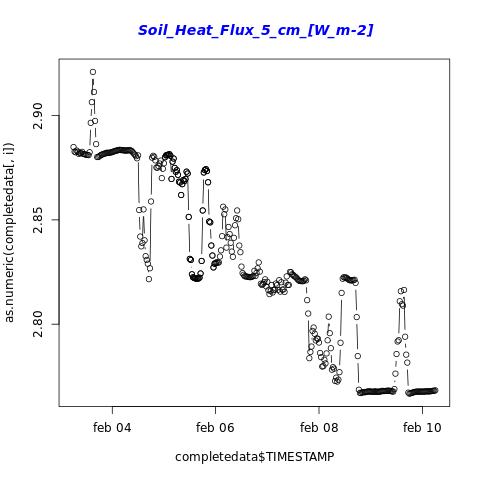 Soil_Heat_Flux_5_cm_[W_m-2]
as.numeric(completedata[, i])
2.90
2.85
2.80
feb 04
feb 06
feb 08
feb 10
completedata$TIMESTAMP